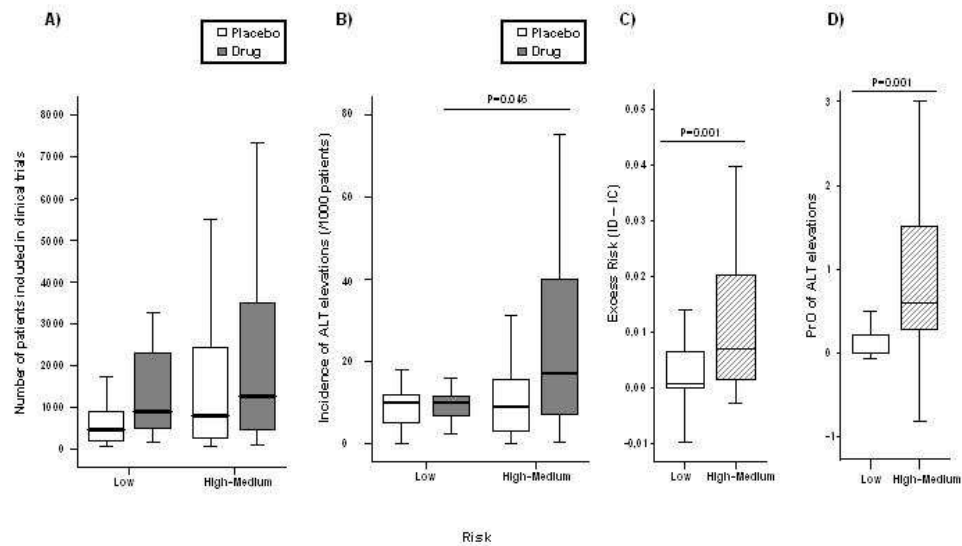 A)
Placebo
Drug
Number of patients included in clinical trials
8000
7000
6000
5000
4000
3000
2000
1000
0
Low
High-Medium
B)
Placebo
Drug
P=0.046
Incidence of ALT elevations (/1000 patients)
80
60
40
20
0
Low
High-Medium
C)
P=0.001
Excess Risk (ID – IC)
0.05
0.04
0.03
0.02
0.01
0.00
-0.01
Low
High-Medium
D)
P=0.001
Pr.O of ALT elevations
3
2
1
0
-1
Low
High-Medium
Risk